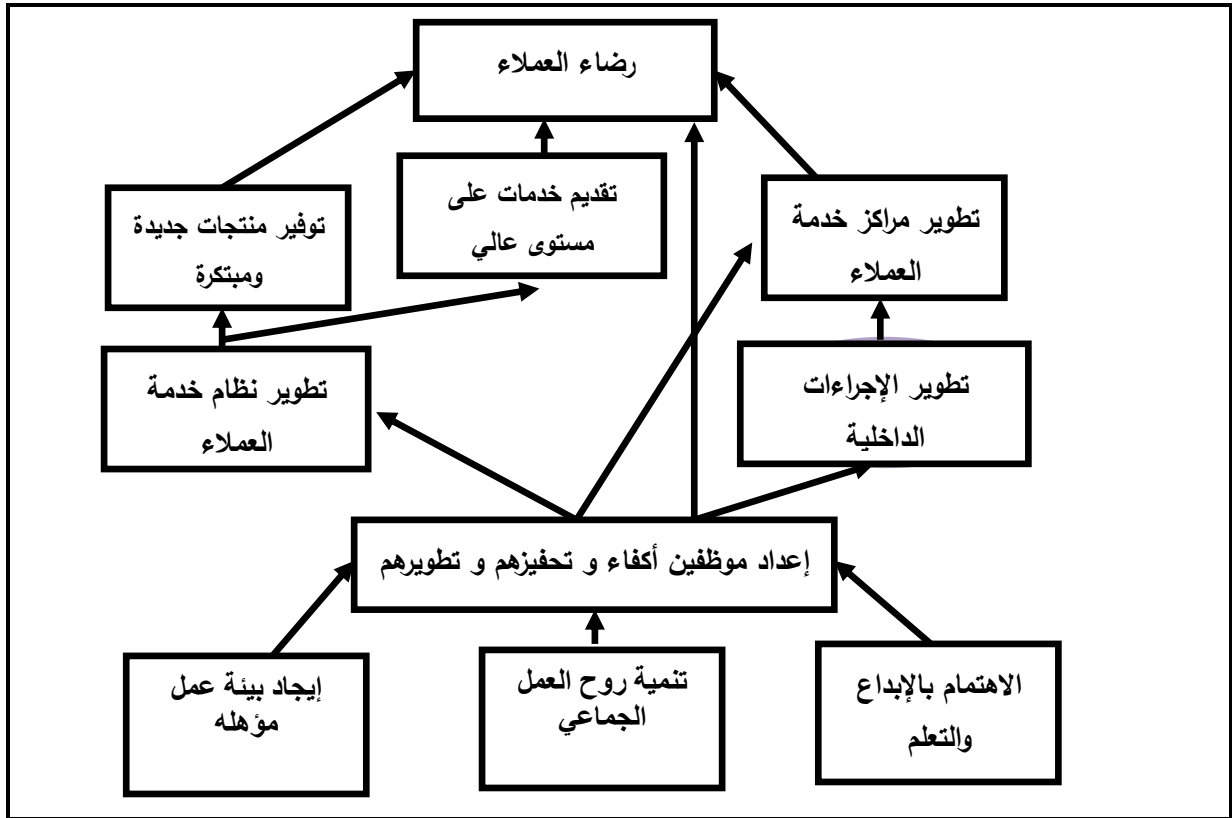 رضاء العملاء
تقديم خدمات على
مستوى عالي
تطوير مراكز خدمة
العملاء
توفير منتجات جديدة
ومبتكرة
تطوير الإجراءات
الداخلية
تطوير نظام خدمة
العملاء
إعداد موظفين أكفاء و تحفيزهم و تطويرهم
الاهتمام بالإبداع
والتعلم
تنمية روح العمل
الجماعي
إيجاد بيئة عمل
مؤهله